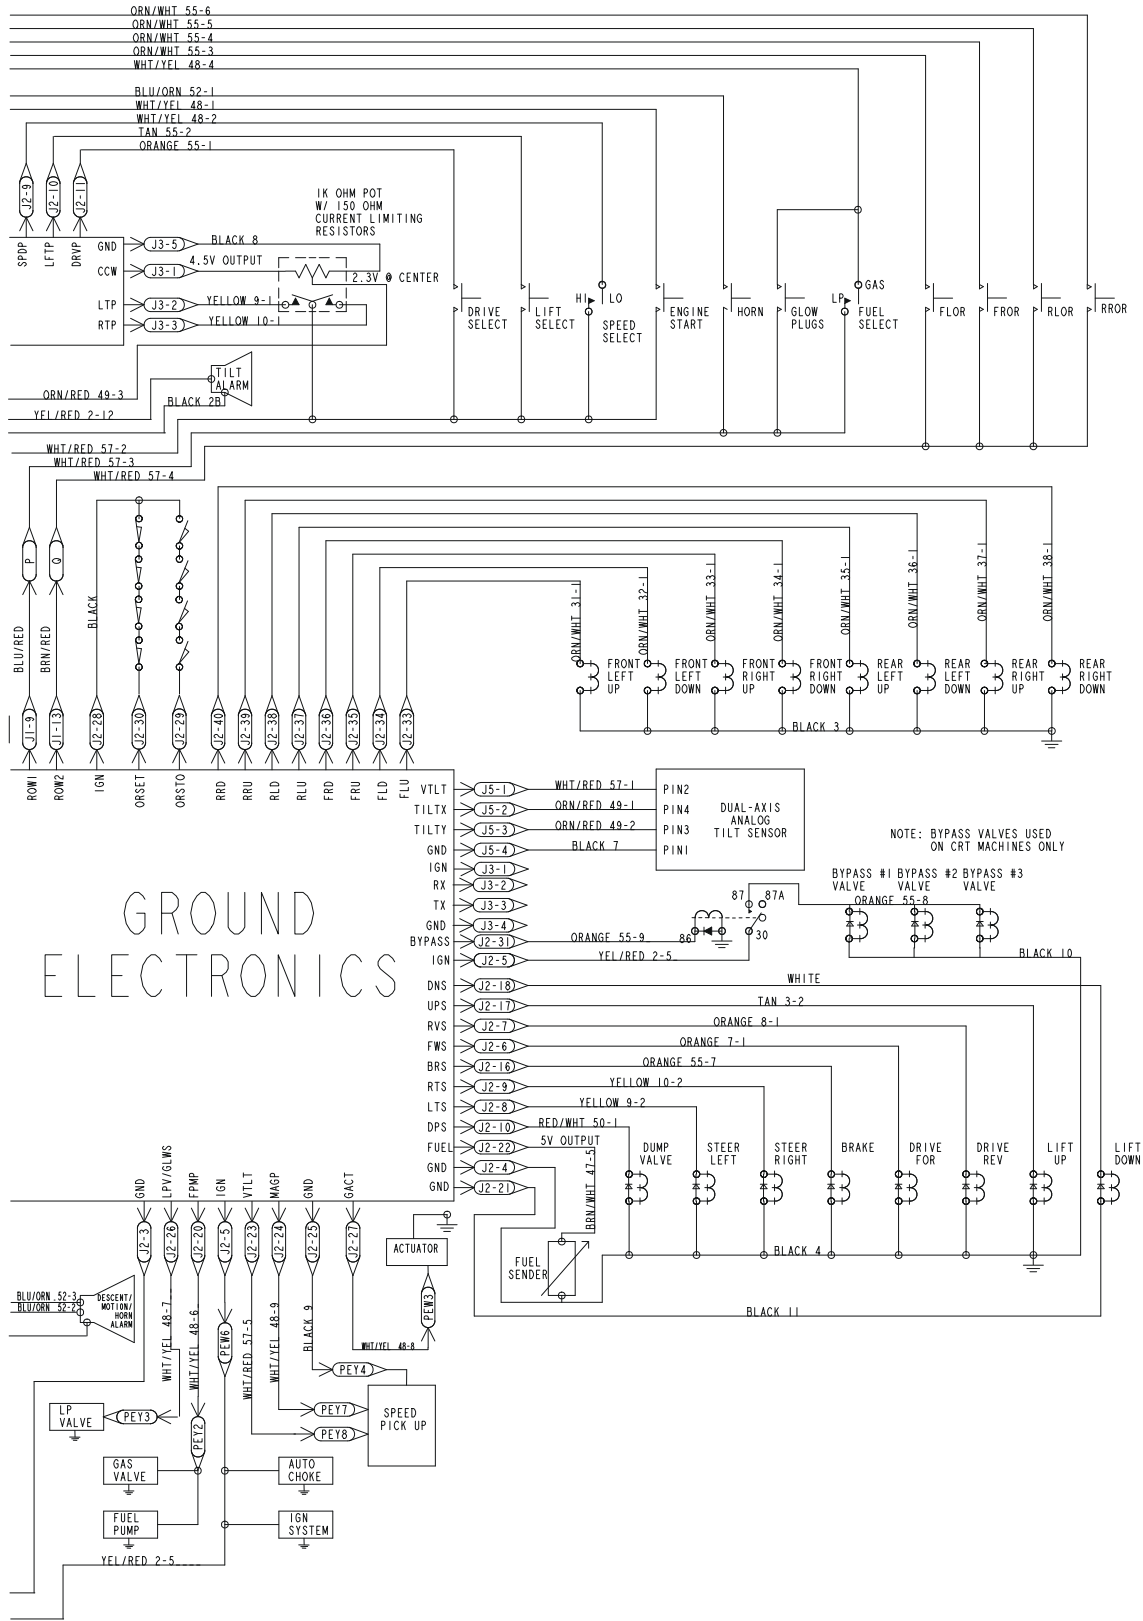 ORN/WHT 55-6
ORN/WHT 55-5
ORN/WHT 55-4
ORN/WHT 55-3
WHT/YEL 48-4
BLU/ORN 52-1
WHT/YEL 48-1
WHT/YEL 48-2
TAN 55-2
ORANGE 55-1
J2-9
J2-10
J2-11
SPDP
LFTP
DRVP
1K OHM POT
W/ 150 OHM
CURRENT LIMITING
RESISTORS
GND
J3-5
BLACK 8
CCW
J3-1
4.5V OUTPUT
2.3V @ CENTER
LTP
J3-2
YELLOW 9-1
RTP
J3-3
YELLOW 10-1
DRIVE
SELECT
LIFT
SELECT
HI
LO
SPEED
SELECT
ENGINE
START
HORN
GLOW
PLUGS
GAS
LP
FUEL
SELECT
FLOR
FROR
RLOR
RROR
TILT
ALARM
ORN/RED 49-3
BLACK 2B
YEL/RED 2-12
WHT/RED 57-2
WHT/RED 57-3
WHT/RED 57-4
P
Q
BLU/RED
BRN/RED
BLACK
J1-9
J1-13
J2-28
J2-30
J2-29
J2-40
J2-39
J2-38
J2-37
J2-36
J2-35
J2-34
J2-33
ROW1
ROW2
IGN
ORSET
ORSTO
RRD
RRU
RLD
RLU
FRD
FRU
FLD
FLU
ORN/WHT 31-1
ORN/WHT 32-1
ORN/WHT 33-1
ORN/WHT 34-1
ORN/WHT 35-1
ORN/WHT 36-1
ORN/WHT 37-1
ORN/WHT 38-1
FRONT
LEFT
UP
FRONT
LEFT
DOWN
FRONT
RIGHT
UP
FRONT
RIGHT
DOWN
REAR
LEFT
UP
REAR
LEFT
DOWN
REAR
RIGHT
UP
REAR
RIGHT
DOWN
BLACK 3
GROUND
ELECTRONICS
VTLT
J5-1
WHT/RED 57-1
PIN2
TILTX
J5-2
ORN/RED 49-1
PIN4
TILTY
J5-3
ORN/RED 49-2
PIN3
GND
J5-4
BLACK 7
PIN1
DUAL-AXIS
ANALOG
TILT SENSOR
NOTE: BYPASS VALVES USED
ON CRT MACHINES ONLY
IGN
J3-1
RX
J3-2
TX
J3-3
GND
J3-4
BYPASS
J2-31
ORANGE 55-9
86
87
87A
30
IGN
J2-5
YEL/RED 2-5
BYPASS #1
VALVE
BYPASS #2
VALVE
BYPASS #3
VALVE
ORANGE 55-8
BLACK 10
DNS
J2-18
WHITE
UPS
J2-17
TAN 3-2
RVS
J2-7
ORANGE 8-1
FWS
J2-6
ORANGE 7-1
BRS
J2-16
ORANGE 55-7
RTS
J2-9
YELLOW 10-2
LTS
J2-8
YELLOW 9-2
DPS
J2-10
RED/WHT 50-1
FUEL
J2-22
5V OUTPUT
GND
J2-4
GND
J2-21
BRN/WHT 47-5
DUMP
VALVE
STEER
LEFT
STEER
RIGHT
BRAKE
DRIVE
FOR
DRIVE
REV
LIFT
UP
LIFT
DOWN
BLACK 4
BLACK 11
FUEL
SENDER
GND
LPV/GLWS
FPMP
IGN
VTLT
MAGP
GND
GACT
J2-3
J2-26
J2-20
J2-5
J2-23
J2-24
J2-25
J2-27
ACTUATOR
PEW3
WHT/YEL 48-8
BLU/ORN 52-3
BLU/ORN 52-2
DESCENT/
MOTION/
HORN
ALARM
WHT/YEL 48-7
WHT/YEL 48-6
PEW6
WHT/RED 57-5
WHT/YEL 48-9
BLACK 9
PEY4
PEY7
PEY8
SPEED
PICK UP
LP
VALVE
PEY3
PEY2
GAS
VALVE
AUTO
CHOKE
FUEL
PUMP
IGN
SYSTEM
YEL/RED 2-5